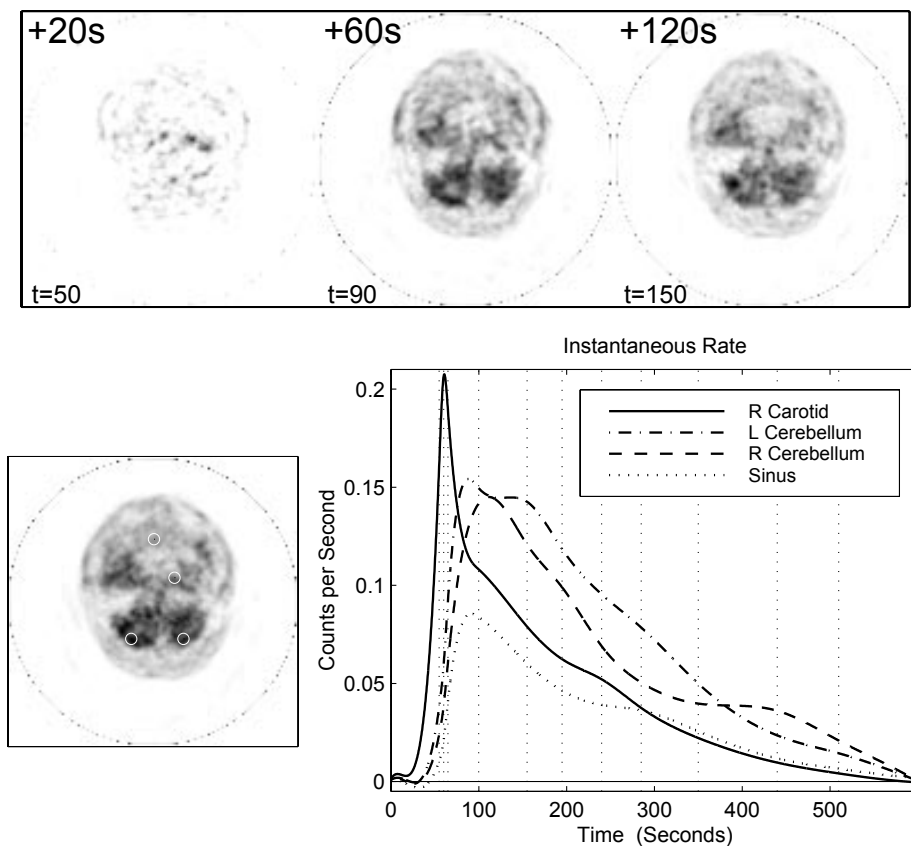 +20s
+60s
+120s
t=50
t=90
t=150
Instantaneous Rate
R Carotid
L Cerebellum
R Cerebellum
Sinus
Counts per Second
0.2
0.15
0.1
0.05
0
0 100 200 300 400 500
Time (Seconds)